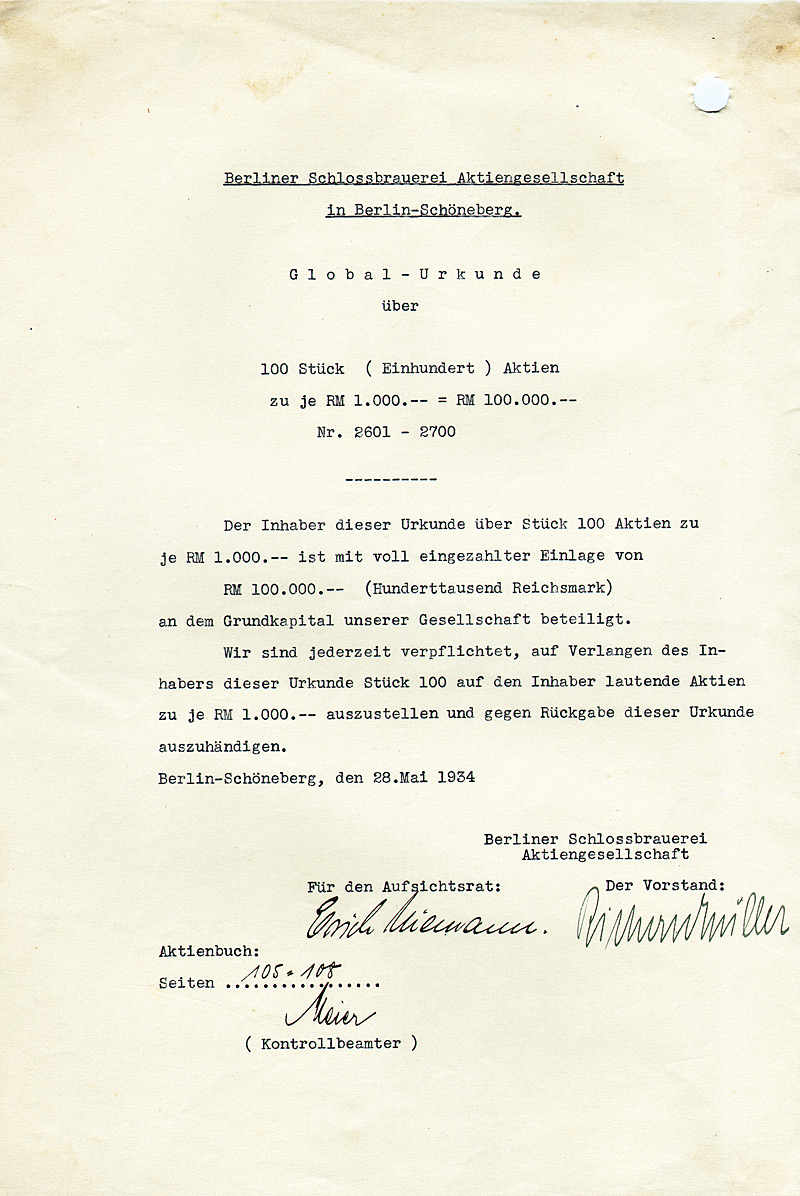 Berliner Schlossbrauerei Aktiengesellschaft
in Berlin-Schöneberg.
Global-Urkunde
über
100 Stück ( Einhundert ) Aktien
zu je RM 1.000.-- = RM 100.000.--
Nr. 2601 - 2700
----------
Der Inhaber dieser Urkunde über Stück 100 Aktien zu
je RM 1.000.-- ist mit voll eingezahlter Einlage von
RM 100.000.-- (Hunderttausend Reichsmark)
an dem Grundkapital unserer Gesellschaft beteiligt.
Wir sind jederzeit verpflichtet, auf Verlangen des In-
habers dieser Urkunde Stück 100 auf den Inhaber lautende Aktien
zu je RM 1.000.-- auszustellen und gegen Rückgabe dieser Urkunde
auszuhändigen.
Berlin-Schöneberg, den 28.Mai 1934
Berliner Schlossbrauerei
Aktiengesellschaft
Für den Aufsichtsrat: Der Vorstand:
Erich Niemann. Richard Müller
Aktienbuch:
Seiten 105-108
Meier
( Kontrollbeamter )